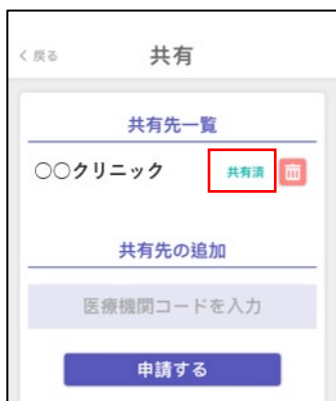 < 戻る 共有
共有先一覧
○○クリニック 共有済
共有先の追加
医療機関コードを入力
申請する